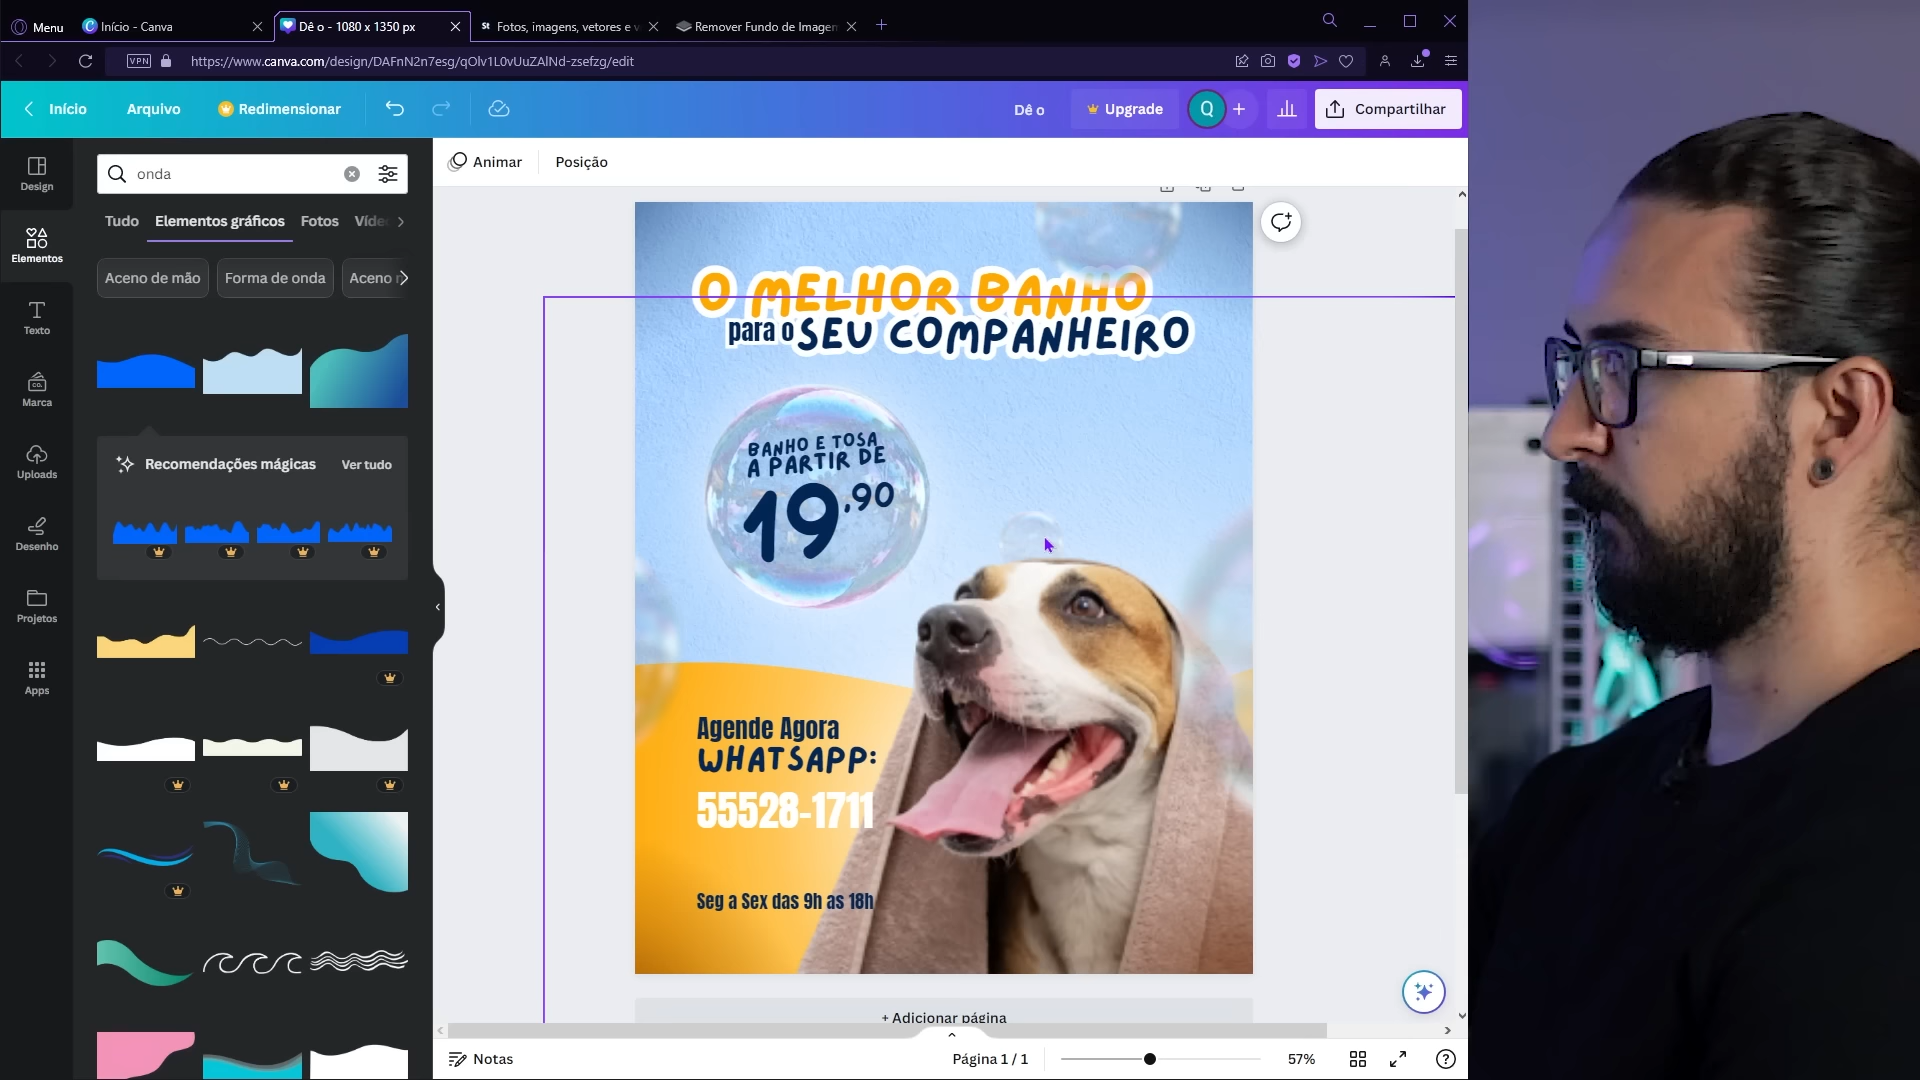 Menu
Início - Canva
Dê o - 1080 x 1350 px
Fotos, imagens, vetores e v
Remover Fundo de Imagem
VPN
https://www.canva.com/design/DAFnN2n7esg/qOlv1L0vUuZAlNd-zsefzg/edit
Início
Arquivo
Redimensionar
Dê o
Upgrade
Q
Compartilhar
Design
Elementos
Texto
Marca
Uploads
Desenho
Projetos
Apps
onda
Tudo
Elementos gráficos
Fotos
Víde
Aceno de mão
Forma de onda
Aceno
Recomendações mágicas
Ver tudo
Animar
Posição
O MELHOR BANHO
para o SEU COMPANHEIRO
BANHO E TOSA
A PARTIR DE
19,90
Agende Agora
WHATSAPP:
55528-1711
Seg a Sex das 9h as 18h
+ Adicionar página
Notas
Página 1 / 1
57%